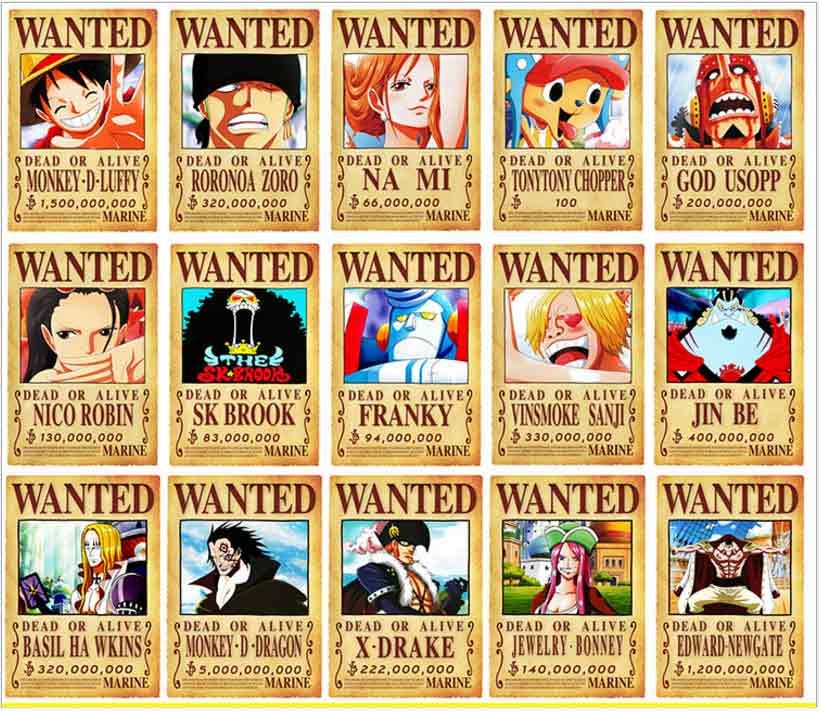 WANTED
DEAD OR ALIVE
MONKEY·D·LUFFY
1,500,000,000
MARINE
WANTED
DEAD OR ALIVE
RORONOA ZORO
320,000,000
MARINE
WANTED
DEAD OR ALIVE
NA MI
66,000,000
MARINE
WANTED
DEAD OR ALIVE
TONYTONY CHOPPER
100
MARINE
WANTED
DEAD OR ALIVE
GOD USOPP
200,000,000
MARINE
WANTED
DEAD OR ALIVE
NICO ROBIN
130,000,000
MARINE
WANTED
THE
SK BROOK
DEAD OR ALIVE
SK BROOK
83,000,000
MARINE
WANTED
DEAD OR ALIVE
FRANKY
94,000,000
MARINE
WANTED
DEAD OR ALIVE
VINSMOKE SANJI
330,000,000
MARINE
WANTED
DEAD OR ALIVE
JIN BE
400,000,000
MARINE
WANTED
DEAD OR ALIVE
BASIL HA WKINS
320,000,000
MARINE
WANTED
DEAD OR ALIVE
MONKEY·D·DRAGON
5,000,000,000
MARINE
WANTED
DEAD OR ALIVE
X·DRAKE
222,000,000
MARINE
WANTED
DEAD OR ALIVE
JEWELRY·BONNEY
140,000,000
MARINE
WANTED
DEAD OR ALIVE
EDWARD·NEWGATE
1,200,000,000
MARINE